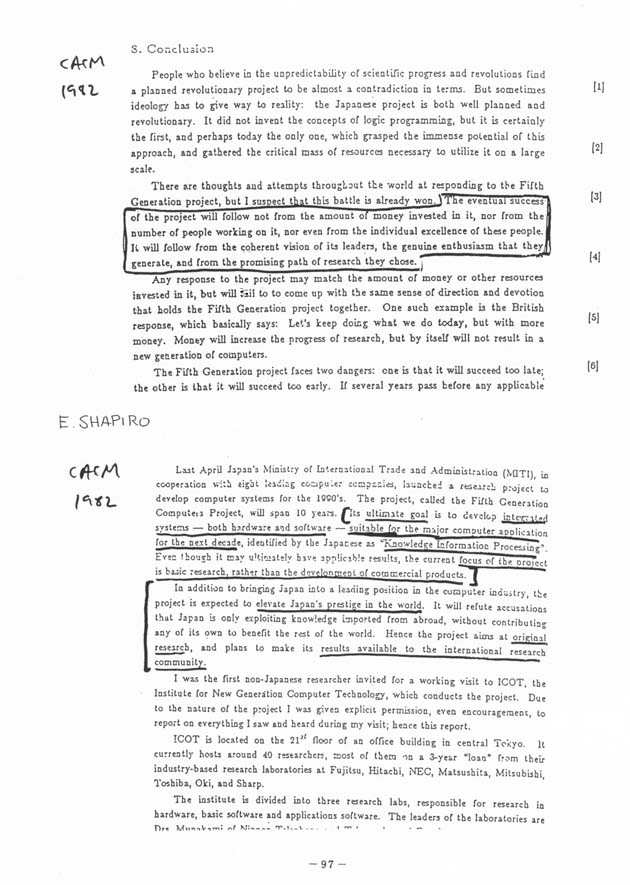 8. Conclusion
CACM
1982
People who believe in the unpredictability of scientific progress and revolutions find
a planned revolutionary project to be almost a contradiction in terms. But sometimes
[1]
ideology has to give way to reality: the Japanese project is both well planned and
revolutionary. It did not invent the concepts of logic programming, but it is certainly
the first, and perhaps today the only one, which grasped the immense potential of this
approach, and gathered the critical mass of resources necessary to utilize it on a large
[2]
scale.
There are thoughts and attempts throughout the world at responding to the Fifth
Generation project, but I suspect that this battle is already won. The eventual success
[3]
of the project will follow not from the amount of money invested in it, nor from the
number of people working on it, nor even from the individual excellence of these people.
It will follow from the coherent vision of its leaders, the genuine enthusiasm that they
generate, and from the promising path of research they chose.
[4]
Any response to the project may match the amount of money or other resources
invested in it, but will fail to to come up with the same sense of direction and devotion
that holds the Fifth Generation project together. One such example is the British
response, which basically says: Let's keep doing what we do today, but with more
[5]
money. Money will increase the progress of research, but by itself will not result in a
new generation of computers.
The Fifth Generation project faces two dangers: one is that it will succeed too late;
[6]
the other is that it will succeed too early. If several years pass before any applicable
E. SHAPIRO
CACM
1982
Last April Japan's Ministry of International Trade and Administration (MITI), in
cooperation with eight leading computer companies, launched a research project to
develop computer systems for the 1990's. The project, called the Fifth Generation
Computers Project, will span 10 years. Its ultimate goal is to develop integrated
systems — both hardware and software — suitable for the major computer application
for the next decade, identified by the Japanese as "Knowledge Information Processing".
Even though it may ultimately have applicable results, the current focus of the project
is basic research, rather than the development of commercial products.
In addition to bringing Japan into a leading position in the computer industry, the
project is expected to elevate Japan's prestige in the world. It will refute accusations
that Japan is only exploiting knowledge imported from abroad, without contributing
any of its own to benefit the rest of the world. Hence the project aims at original
research, and plans to make its results available to the international research
community.
I was the first non-Japanese researcher invited for a working visit to ICOT, the
Institute for New Generation Computer Technology, which conducts the project. Due
to the nature of the project I was given explicit permission, even encouragement, to
report on everything I saw and heard during my visit; hence this report.
ICOT is located on the 21st floor of an office building in central Tokyo. It
currently hosts around 40 researchers, most of them on a 3-year "loan" from their
industry-based research laboratories at Fujitsu, Hitachi, NEC, Matsushita, Mitsubishi,
Toshiba, Oki, and Sharp.
The institute is divided into three research labs, responsible for research in
hardware, basic software and applications software. The leaders of the laboratories are
Drs. Murakami of Nippon
— 97 —